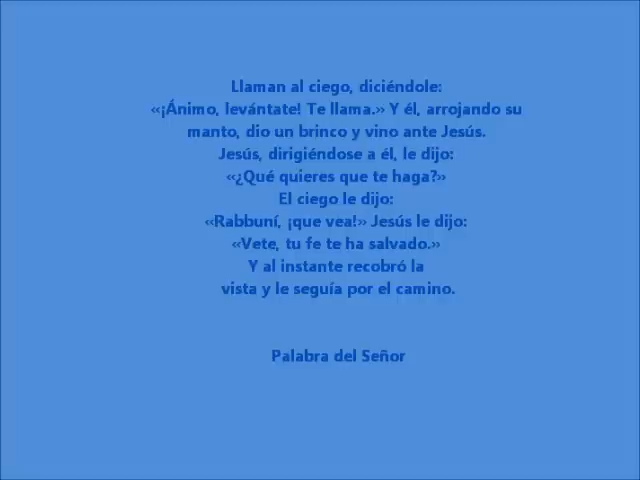 Llaman al ciego, diciéndole:
«¡Ánimo, levántate! Te llama.» Y él, arrojando su
manto, dio un brinco y vino ante Jesús.
Jesús, dirigiéndose a él, le dijo:
«¿Qué quieres que te haga?»
El ciego le dijo:
«Rabbuní, ¡que vea!» Jesús le dijo:
«Vete, tu fe te ha salvado.»
Y al instante recobró la
vista y le seguía por el camino.
Palabra del Señor